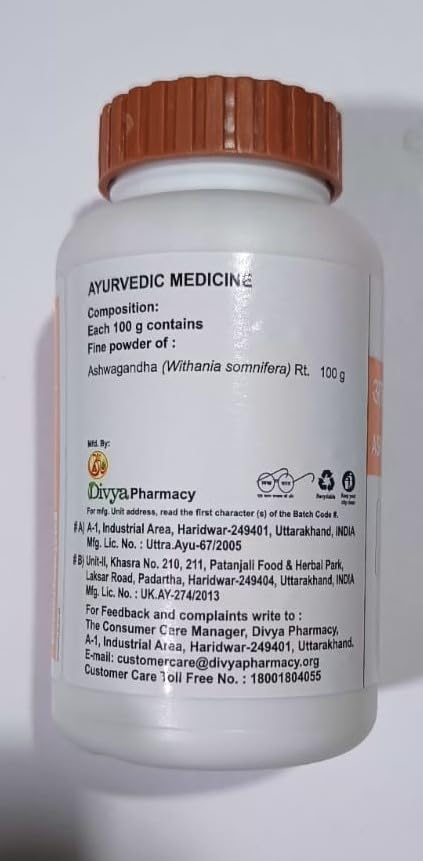 AYURVEDIC MEDICINE
Composition:
Each 100 g contains
Fine powder of :
Ashwagandha (Withania somnifera) Rt. 100 g
Mfd. By:
Divya Pharmacy
Recyclable
For mfg. Unit address, read the first character (s) of the Batch Code #.
# A) A-1, Industrial Area, Haridwar-249401, Uttarakhand, INDIA
Mfg. Lic. No. : Uttra.Ayu-67/2005
# B) Unit-II, Khasra No. 210, 211, Patanjali Food & Herbal Park,
Laksar Road, Padartha, Haridwar-249404, Uttarakhand, INDIA
Mfg. Lic. No. : UK.AY-274/2013
For Feedback and complaints write to :
The Consumer Care Manager, Divya Pharmacy,
A-1, Industrial Area, Haridwar-249401, Uttarakhand.
E-mail: customercare@divyapharmacy.org
Customer Care Toll Free No. : 18001804055